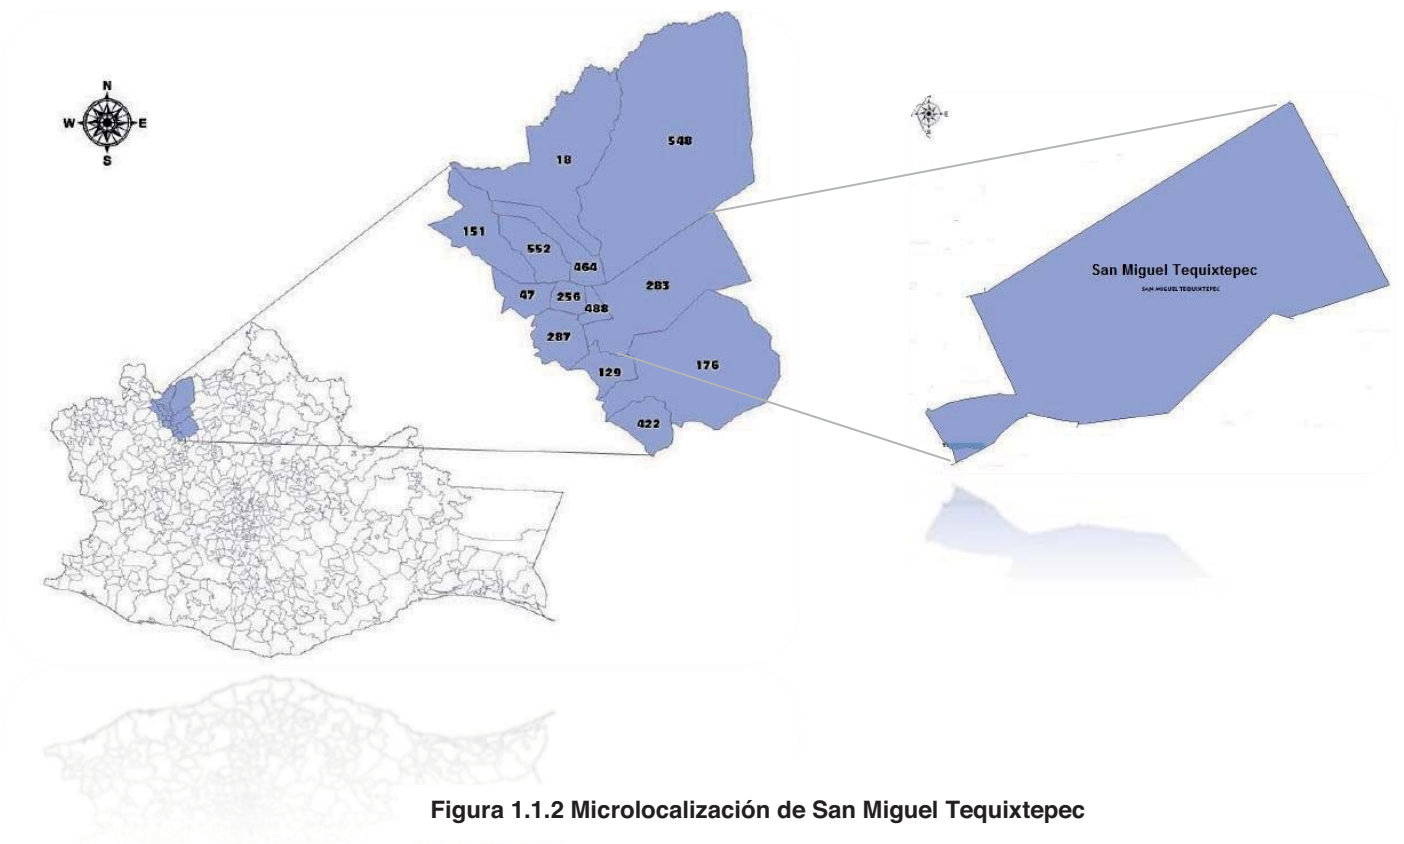 N
W E
S
E
548
18
151
552
464
283
47
256
488
287
176
129
422
San Miguel Tequixtepec
SAN MIGUEL TEQUIXTEPEC
Figura 1.1.2 Microlocalización de San Miguel Tequixtepec